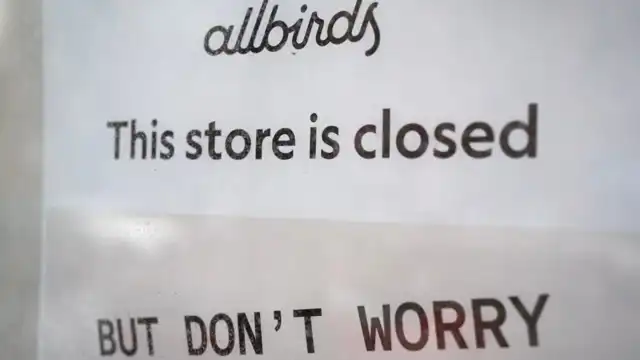 allbirds
This store is closed
BUT DON'T WORRY